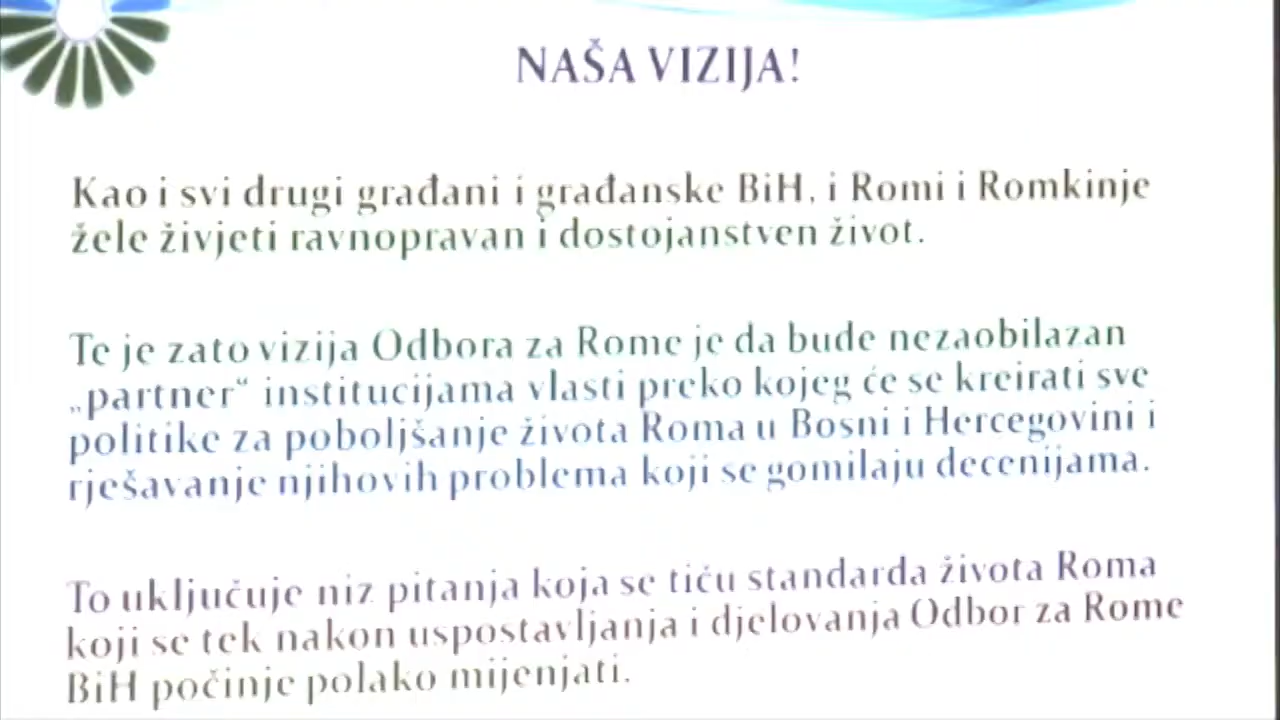 NAŠA VIZIJA!
Kao i svi drugi građani i građanske BiH, i Romi i Romkinje
žele živjeti ravnopravan i dostojanstven život.
Te je zato vizija Odbora za Rome je da bude nezaobilazan
„partner“ institucijama vlasti preko kojeg će se kreirati sve
politike za poboljšanje života Roma u Bosni i Hercegovini i
rješavanje njihovih problema koji se gomilaju decenijama.
To uključuje niz pitanja koja se tiču standarda života Roma
koji se tek nakon uspostavljanja i djelovanja Odbor za Rome
BiH počinje polako mijenjati.